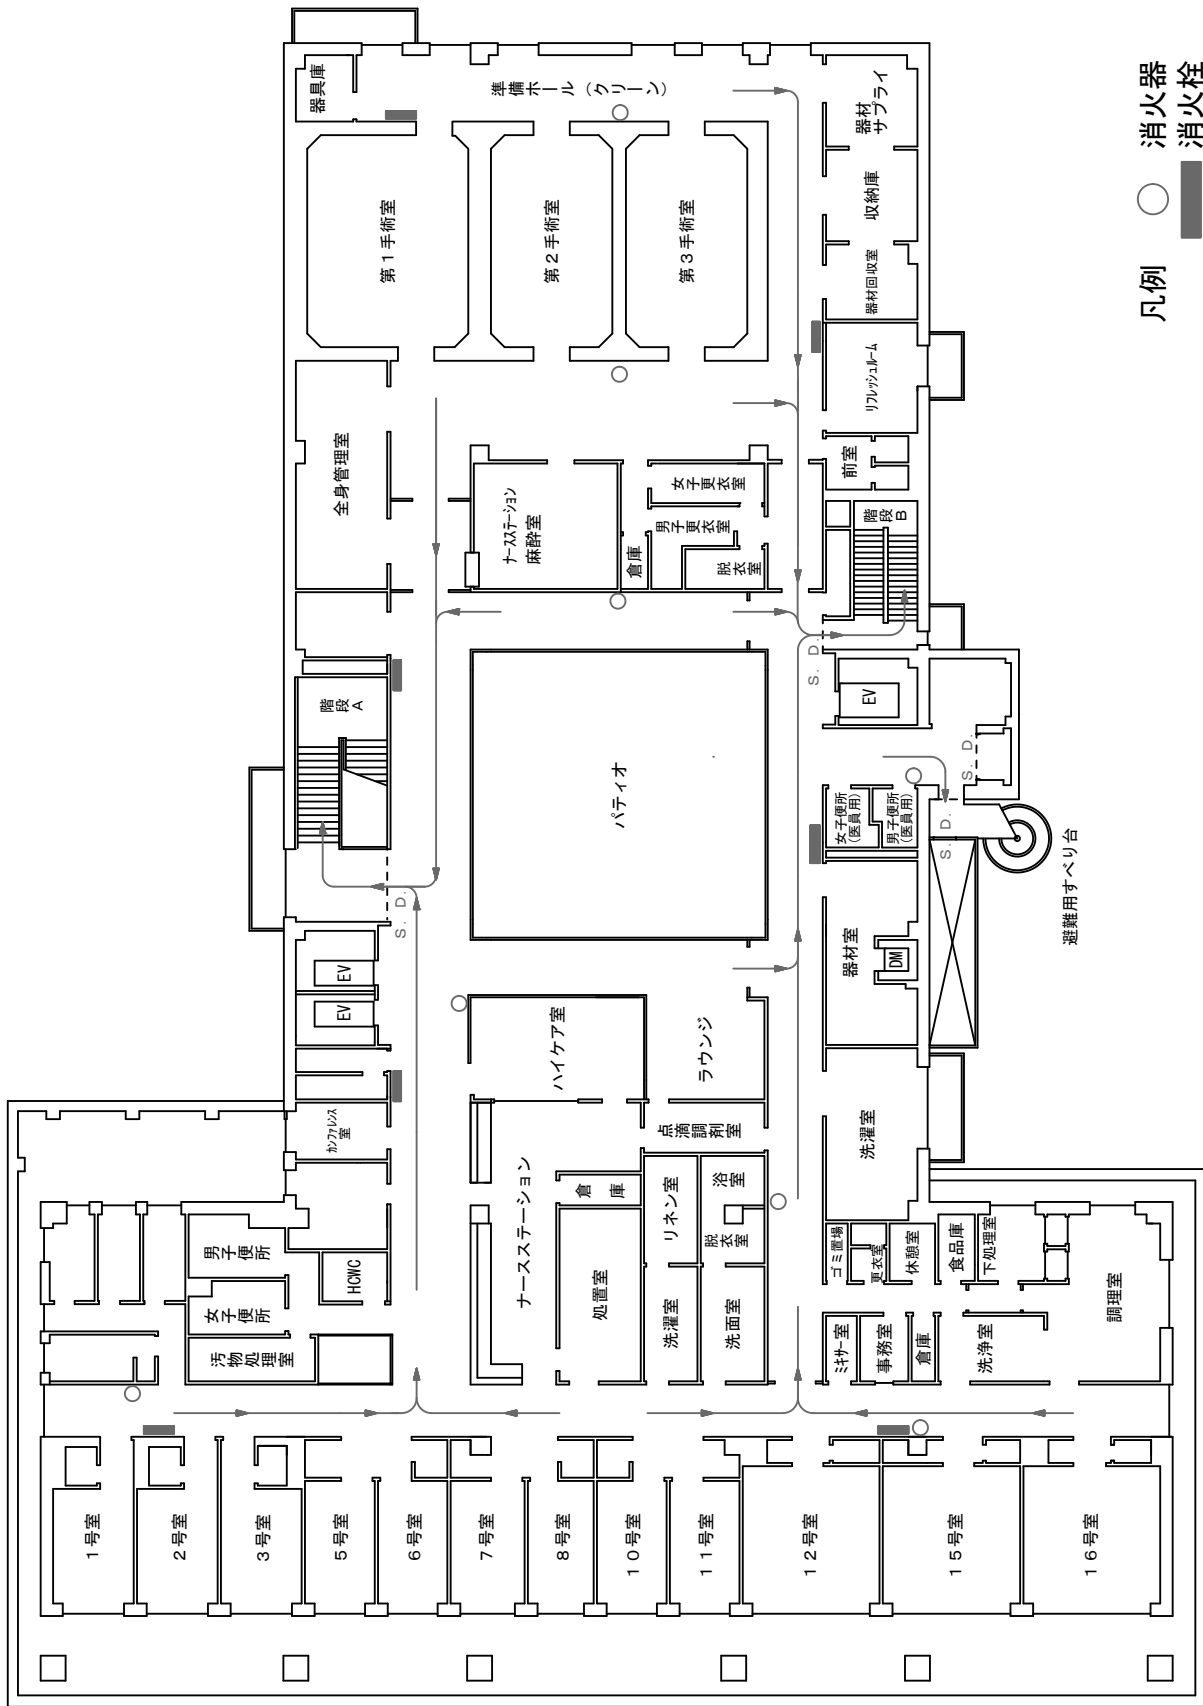 器具庫
準備ホール（クリーン）
器材
サプライ
第１手術室
第２手術室
第３手術室
収納庫
器材回収室
リフレッシュルーム
全身管理室
ナースステーション
麻酔室
倉庫
男子更衣室
女子更衣室
脱衣室
前室
階段
B
階段
A
パティオ
S. D.
S. D.
S. D.
S. D.
EV
女子便所
（医員用）
男子便所
（医員用）
避難用すべり台
EV
EV
ハイケア室
ラウンジ
器材室
DM
カンファレンス
室
ナースステーション
点滴調剤室
洗濯室
倉庫
リネン室
浴室
脱衣室
男子便所
女子便所
HCWC
汚物処理室
処置室
洗濯室
洗面室
ゴミ置場
更衣室
休憩室
食品庫
下処理室
ミキサー室
事務室
倉庫
洗浄室
調理室
１号室
２号室
３号室
５号室
６号室
７号室
８号室
１０号室
１１号室
１２号室
１５号室
１６号室
凡例
消火器
消火栓